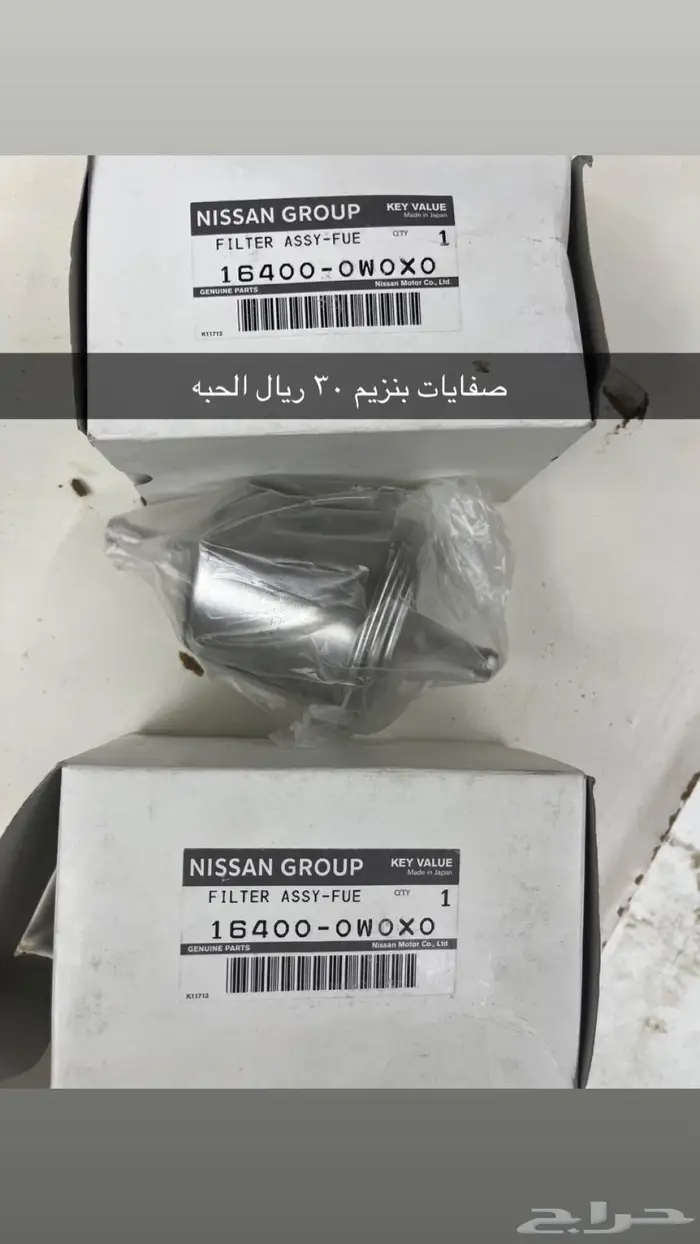 NISSAN GROUP KEY VALUE
Made in Japan
FILTER ASSY-FUE QTY 1
16400-0W0X0
GENUINE PARTS Nissan Motor Co., Ltd.
K11713
صفايات بنزيم ٣٠ ريال الحبه
NISSAN GROUP KEY VALUE
Made in Japan
FILTER ASSY-FUE QTY 1
16400-0W0X0
GENUINE PARTS Nissan Motor Co., Ltd
K11713
حراج